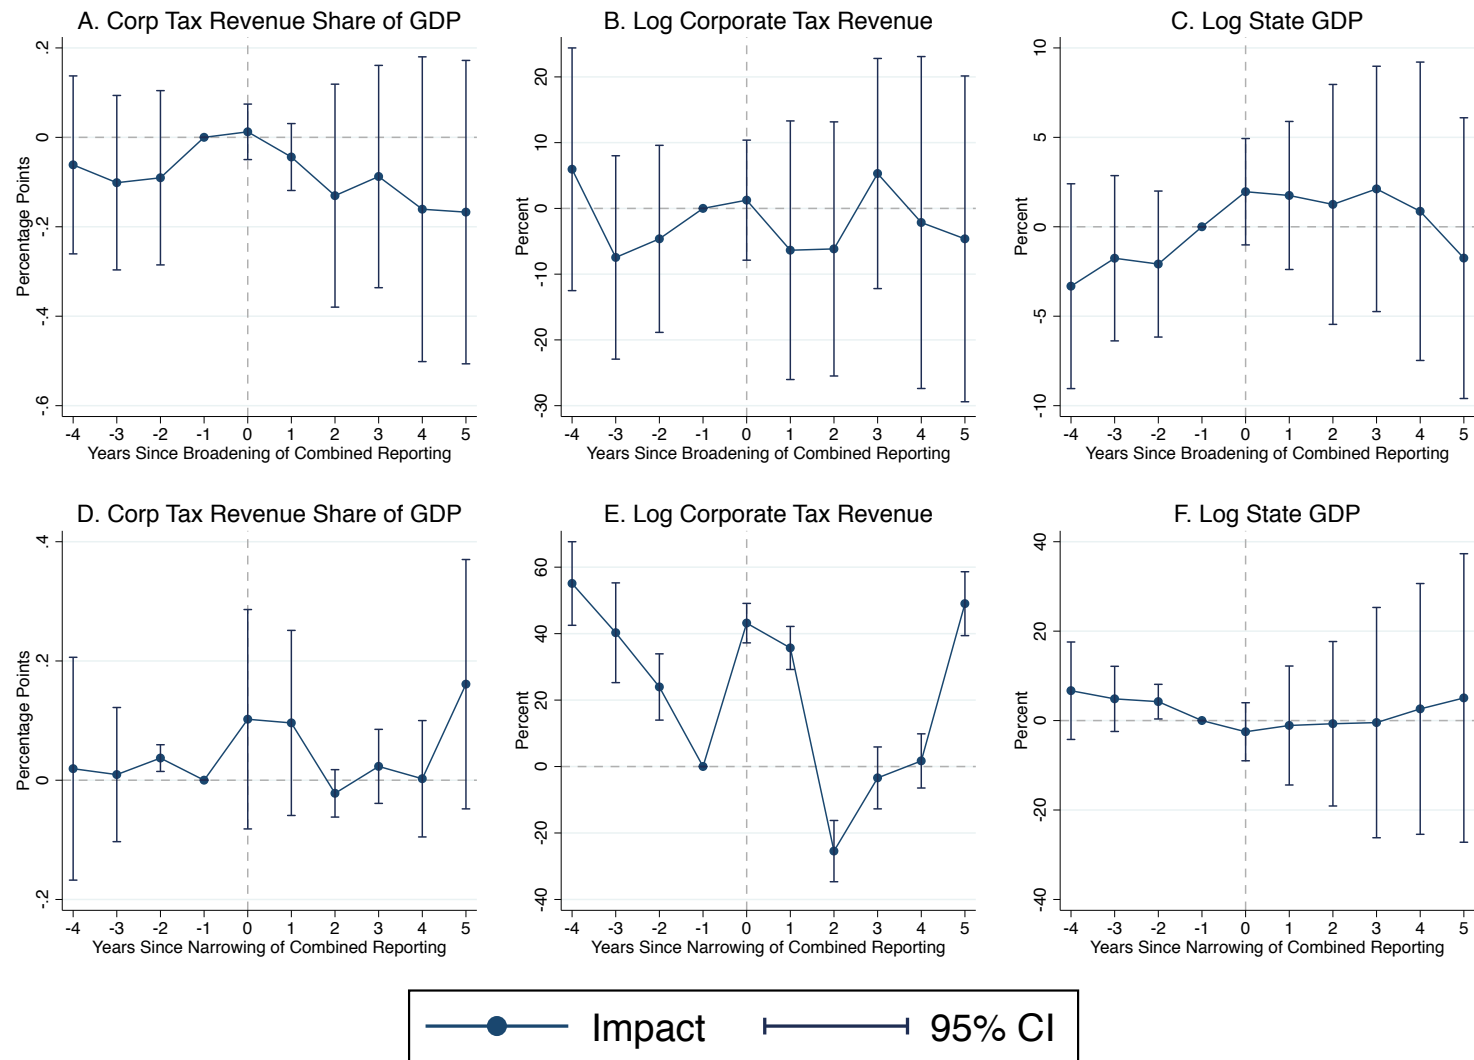 A. Corp Tax Revenue Share of GDP
Percentage Points
.2
0
-.2
-.4
-.6
-4 -3 -2 -1 0 1 2 3 4 5
Years Since Broadening of Combined Reporting
B. Log Corporate Tax Revenue
Percent
20
10
0
-10
-20
-30
-4 -3 -2 -1 0 1 2 3 4 5
Years Since Broadening of Combined Reporting
C. Log State GDP
Percent
10
5
0
-5
-10
-4 -3 -2 -1 0 1 2 3 4 5
Years Since Broadening of Combined Reporting
D. Corp Tax Revenue Share of GDP
Percentage Points
.4
.2
0
-.2
-4 -3 -2 -1 0 1 2 3 4 5
Years Since Narrowing of Combined Reporting
E. Log Corporate Tax Revenue
Percent
60
40
20
0
-20
-40
-4 -3 -2 -1 0 1 2 3 4 5
Years Since Narrowing of Combined Reporting
F. Log State GDP
Percent
40
20
0
-20
-40
-4 -3 -2 -1 0 1 2 3 4 5
Years Since Narrowing of Combined Reporting
Impact 95% CI